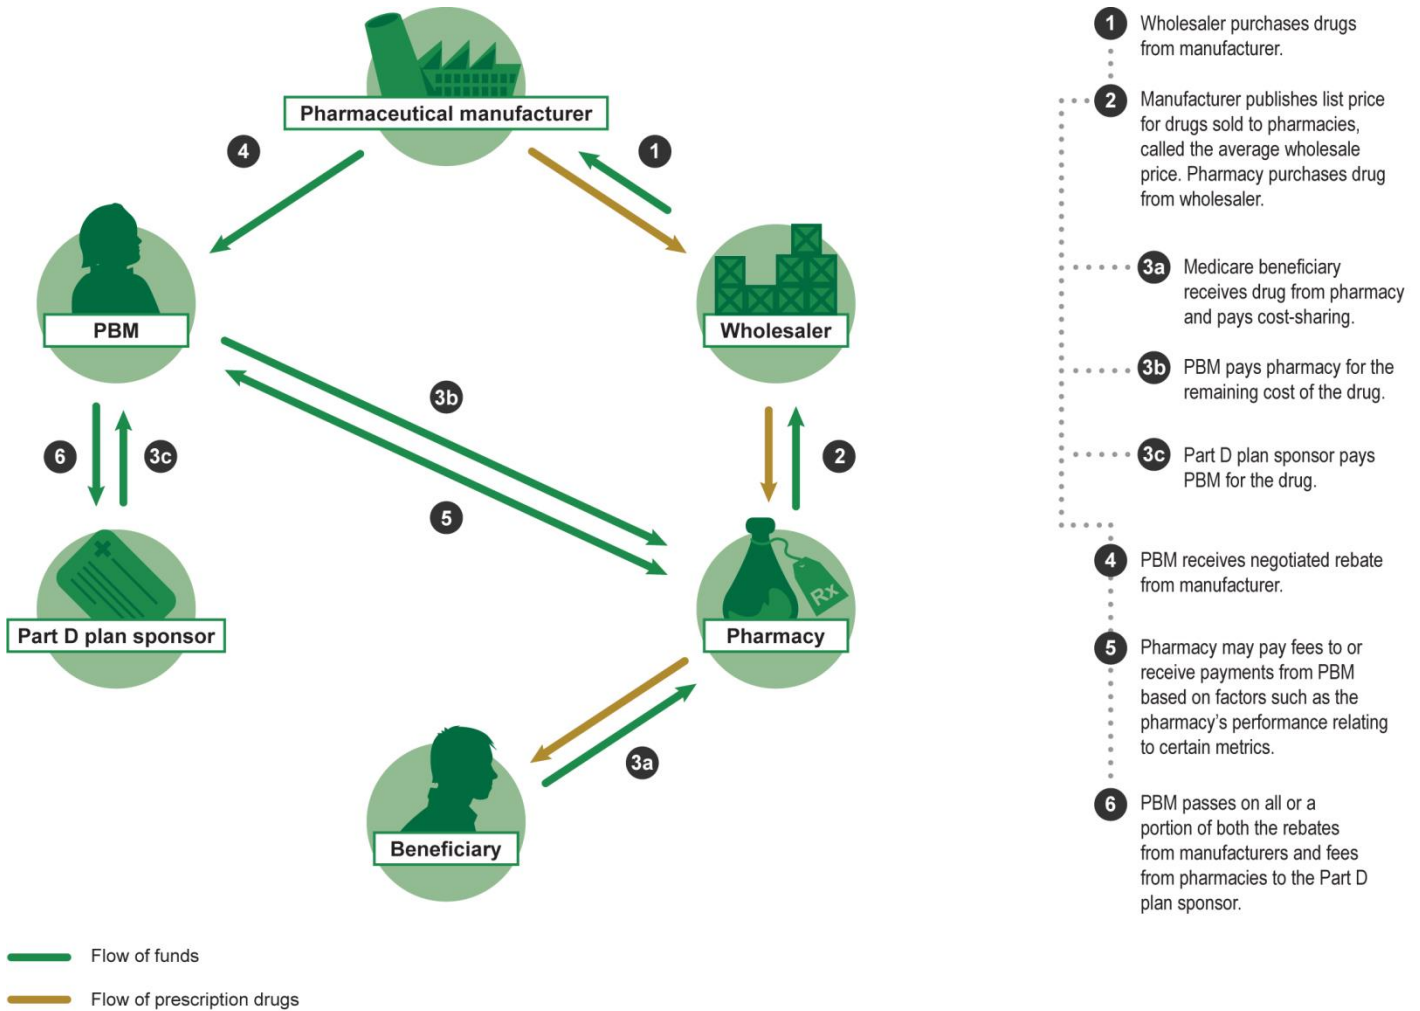 Pharmaceutical manufacturer
4
1
PBM
Wholesaler
3b
6
3c
2
5
Rx
Part D plan sponsor
Pharmacy
3a
Beneficiary
Flow of funds
Flow of prescription drugs
1
Wholesaler purchases drugs
from manufacturer.
2
Manufacturer publishes list price
for drugs sold to pharmacies,
called the average wholesale
price. Pharmacy purchases drug
from wholesaler.
3a
Medicare beneficiary
receives drug from pharmacy
and pays cost-sharing.
3b
PBM pays pharmacy for the
remaining cost of the drug.
3c
Part D plan sponsor pays
PBM for the drug.
4
PBM receives negotiated rebate
from manufacturer.
5
Pharmacy may pay fees to or
receive payments from PBM
based on factors such as the
pharmacy's performance relating
to certain metrics.
6
PBM passes on all or a
portion of both the rebates
from manufacturers and fees
from pharmacies to the Part D
plan sponsor.